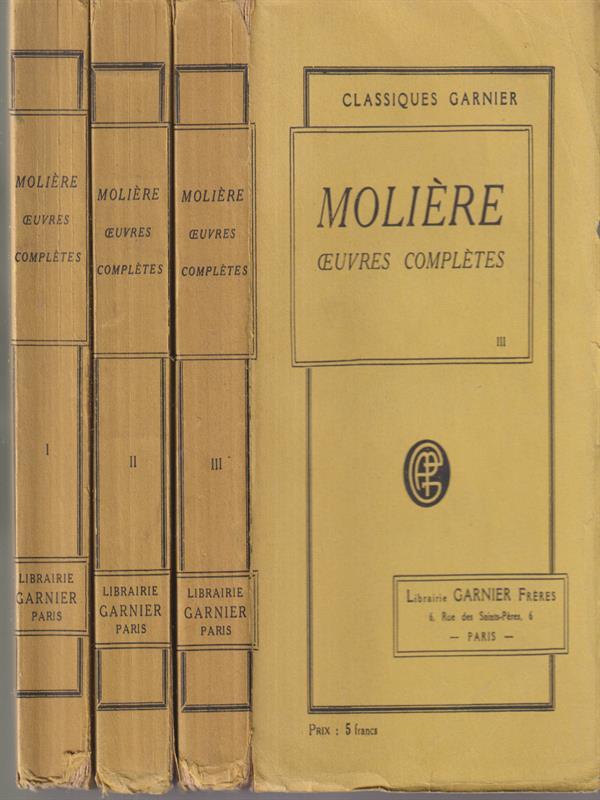 MOLIÈRE
ŒUVRES
COMPLÈTES
I
LIBRAIRIE
GARNIER
PARIS
MOLIÈRE
ŒUVRES
COMPLÈTES
II
LIBRAIRIE
GARNIER
PARIS
MOLIÈRE
ŒUVRES
COMPLÈTES
III
LIBRAIRIE
GARNIER
PARIS
CLASSIQUES GARNIER
MOLIÈRE
ŒUVRES COMPLÈTES
III
Librairie GARNIER FRÈRES
6, Rue des Saints-Pères, 6
— PARIS —
PRIX : 5 francs